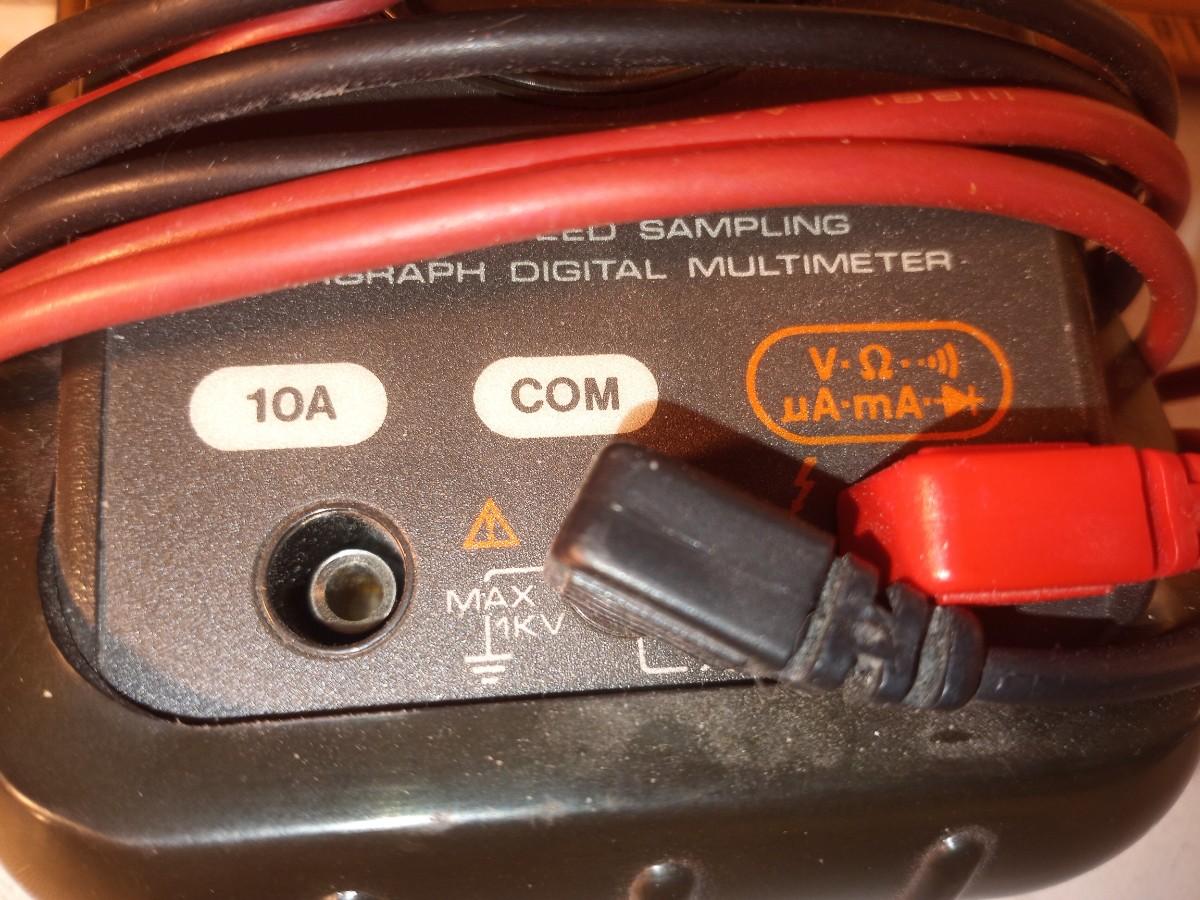 SAMPLING
DIGITAL MULTIMETER
10A
COM
V·Ω·
µA·mA·
MAX
1KV